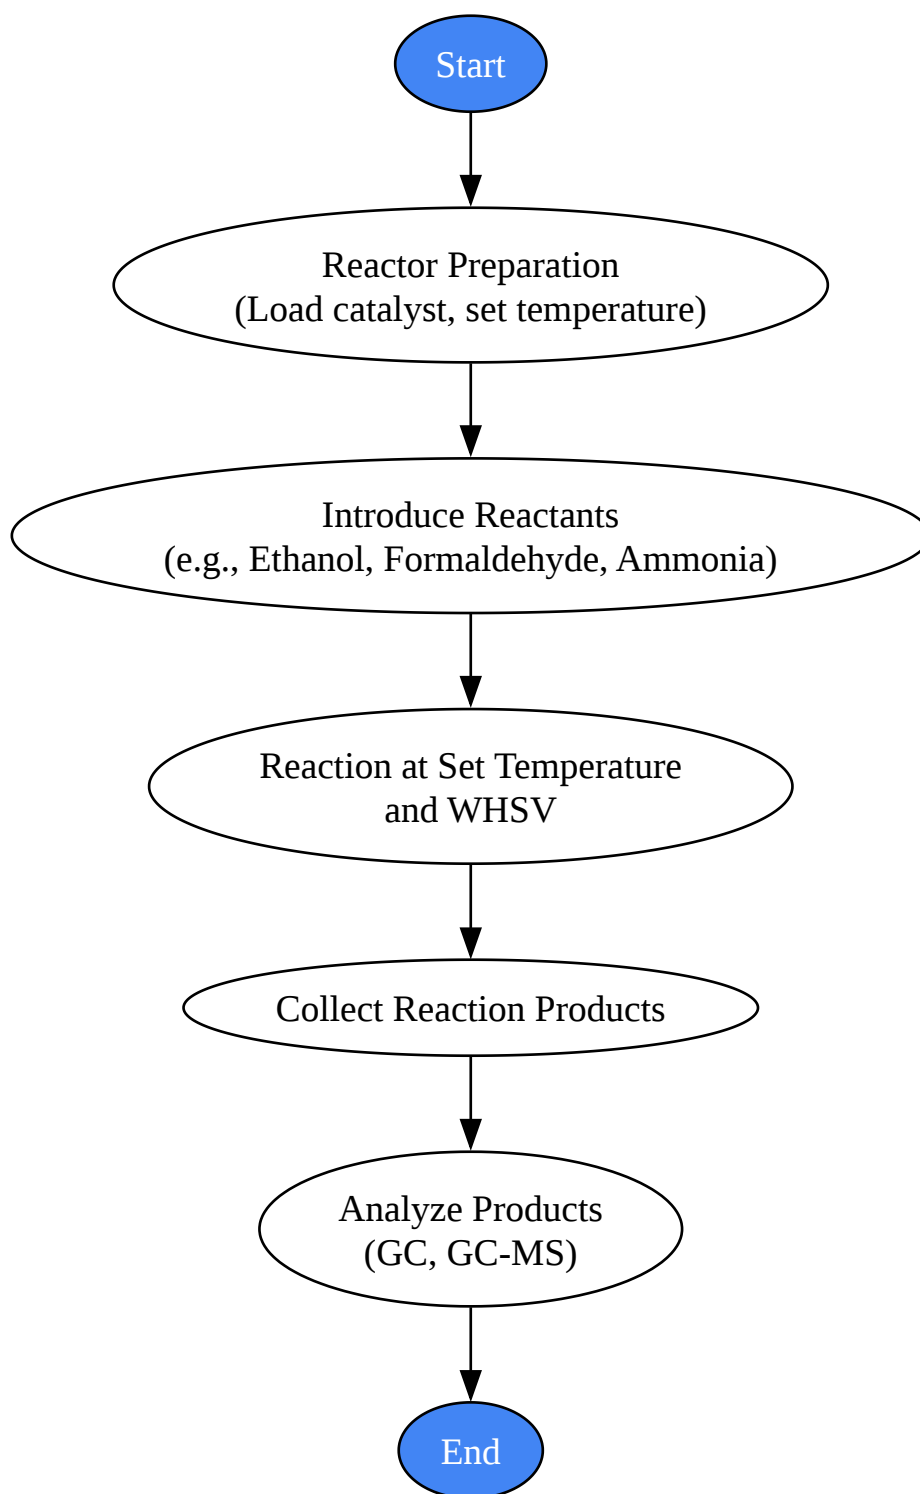 Start
Reactor Preparation
(Load catalyst, set temperature)
Introduce Reactants
(e.g., Ethanol, Formaldehyde, Ammonia)
Reaction at Set Temperature
and WHSV
Collect Reaction Products
Analyze Products
(GC, GC-MS)
End